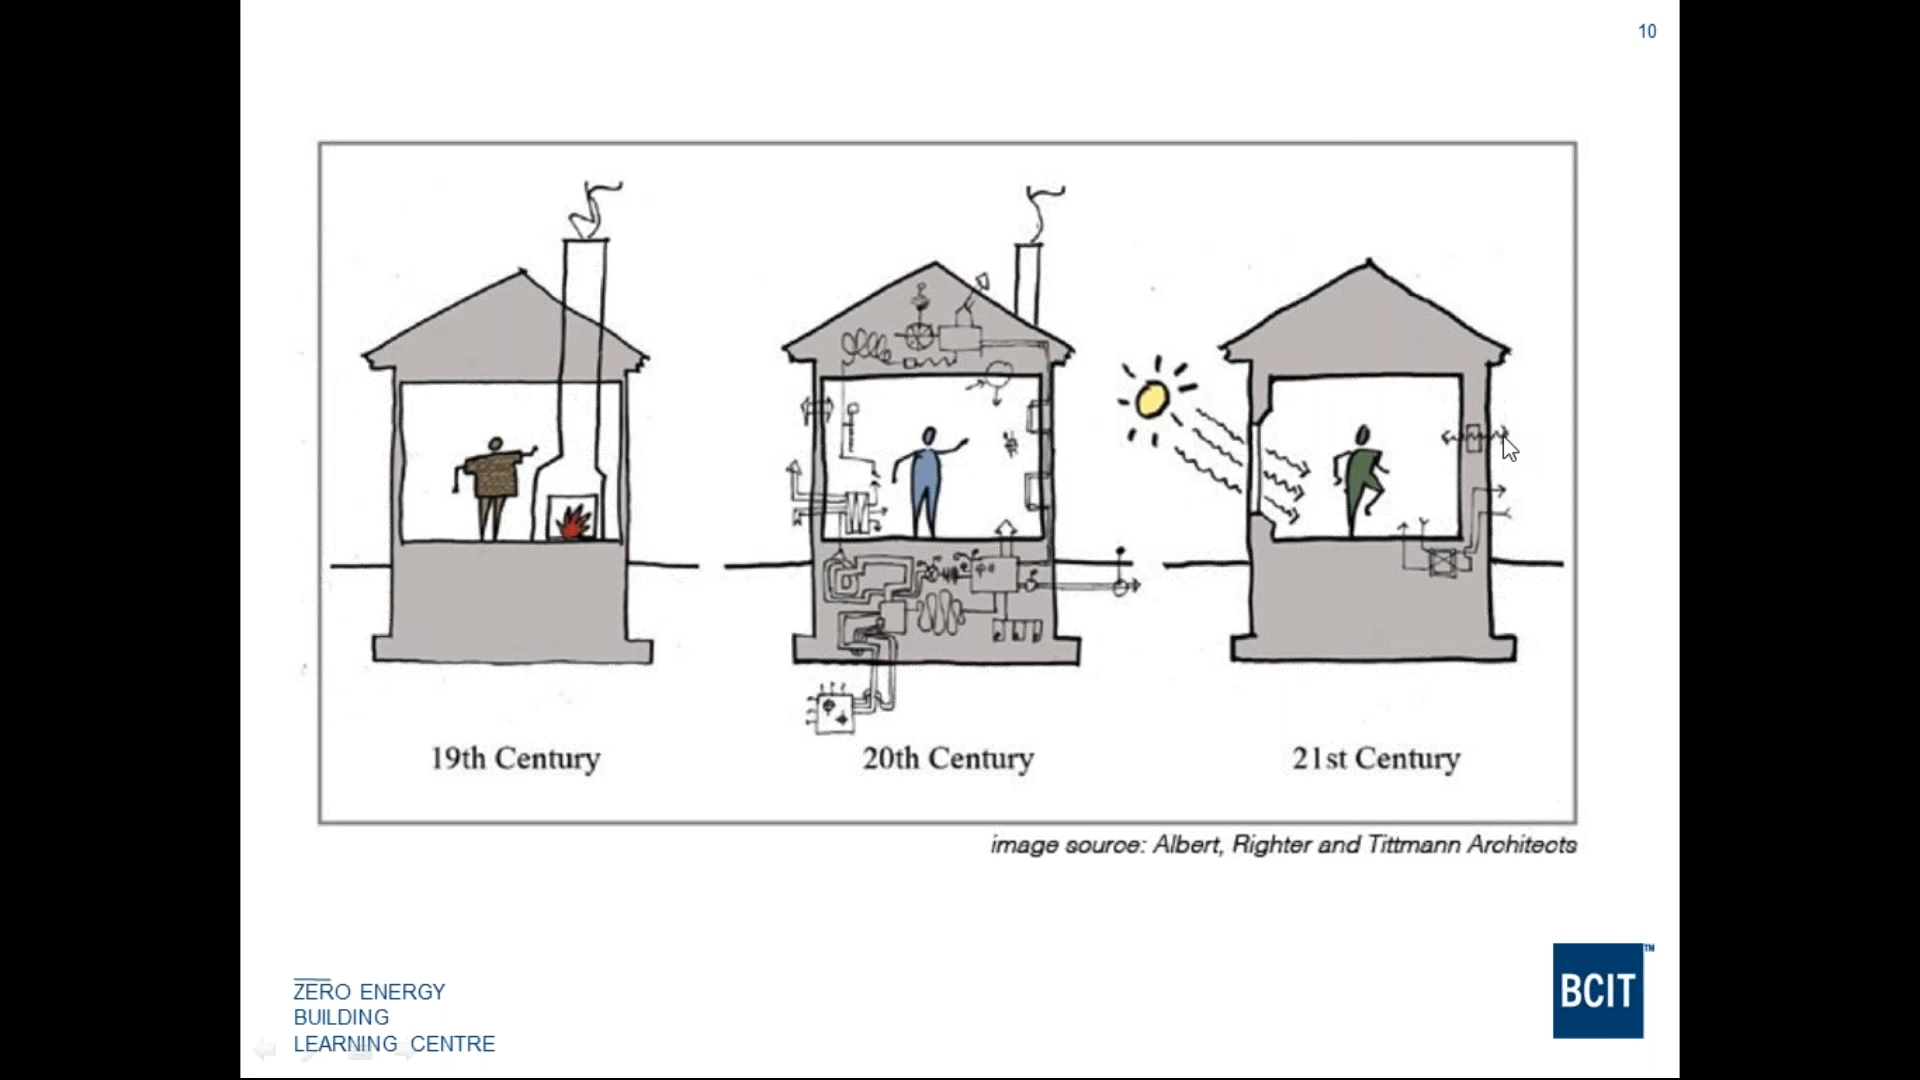 10
19th Century
20th Century
21st Century
image source: Albert, Righter and Tittmann Architects
ZERO ENERGY
BUILDING
LEARNING CENTRE
BCIT™